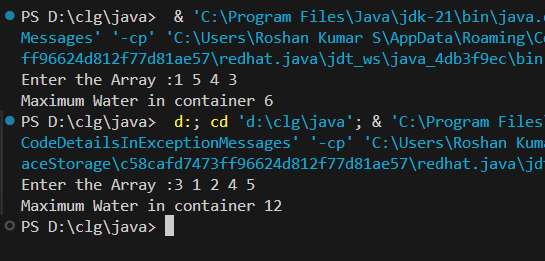 PS D:\clg\java>  & 'C:\Program Files\Java\jdk-21\bin\java.
Messages' '-cp' 'C:\Users\Roshan Kumar S\AppData\Roaming\C
ff96624d812f77d81ae57\redhat.java\jdt_ws\java_4db3f9ec\bin
Enter the Array :1 5 4 3
Maximum Water in container 6
PS D:\clg\java>  d:; cd 'd:\clg\java'; & 'C:\Program Files
CodeDetailsInExceptionMessages' '-cp' 'C:\Users\Roshan Kum
aceStorage\c58cafd7473ff96624d812f77d81ae57\redhat.java\jd
Enter the Array :3 1 2 4 5
Maximum Water in container 12
PS D:\clg\java>